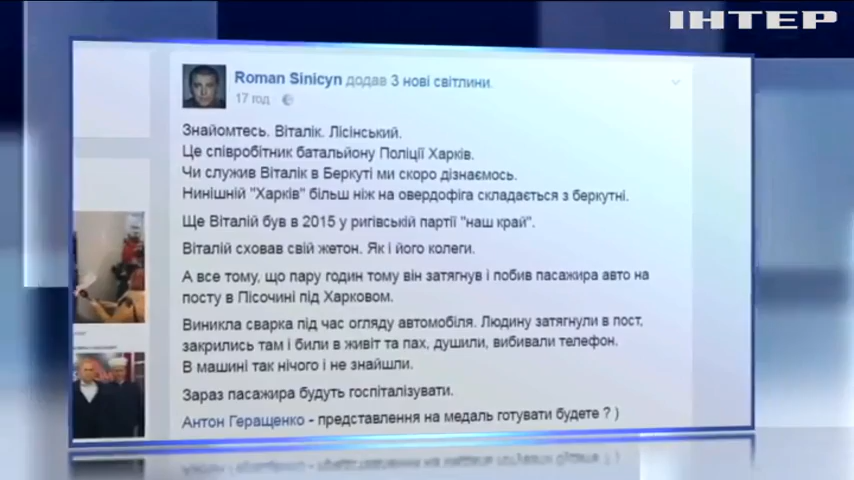 ІНТЕР
Roman Sinicyn додав 3 нові світлини.
17 год
Знайомтесь. Віталік. Лісінський.
Це співробітник батальйону Поліції Харків.
Чи служив Віталік в Беркуті ми скоро дізнаємось.
Нинішній "Харків" більш ніж на овердофіга складається з беркутні.
Ще Віталій був в 2015 у ригівській партії "наш край".
Віталій сховав свій жетон. Як і його колеги.
А все тому, що пару годин тому він затягнув і побив пасажира авто на
посту в Пісочині під Харковом.
Виникла сварка під час огляду автомобіля. Людину затягнули в пост,
закрились там і били в живіт та пах, душили, вибивали телефон.
В машині так нічого і не знайшли.
Зараз пасажира будуть госпіталізувати.
Антон Геращенко - представлення на медаль готувати будете ? )